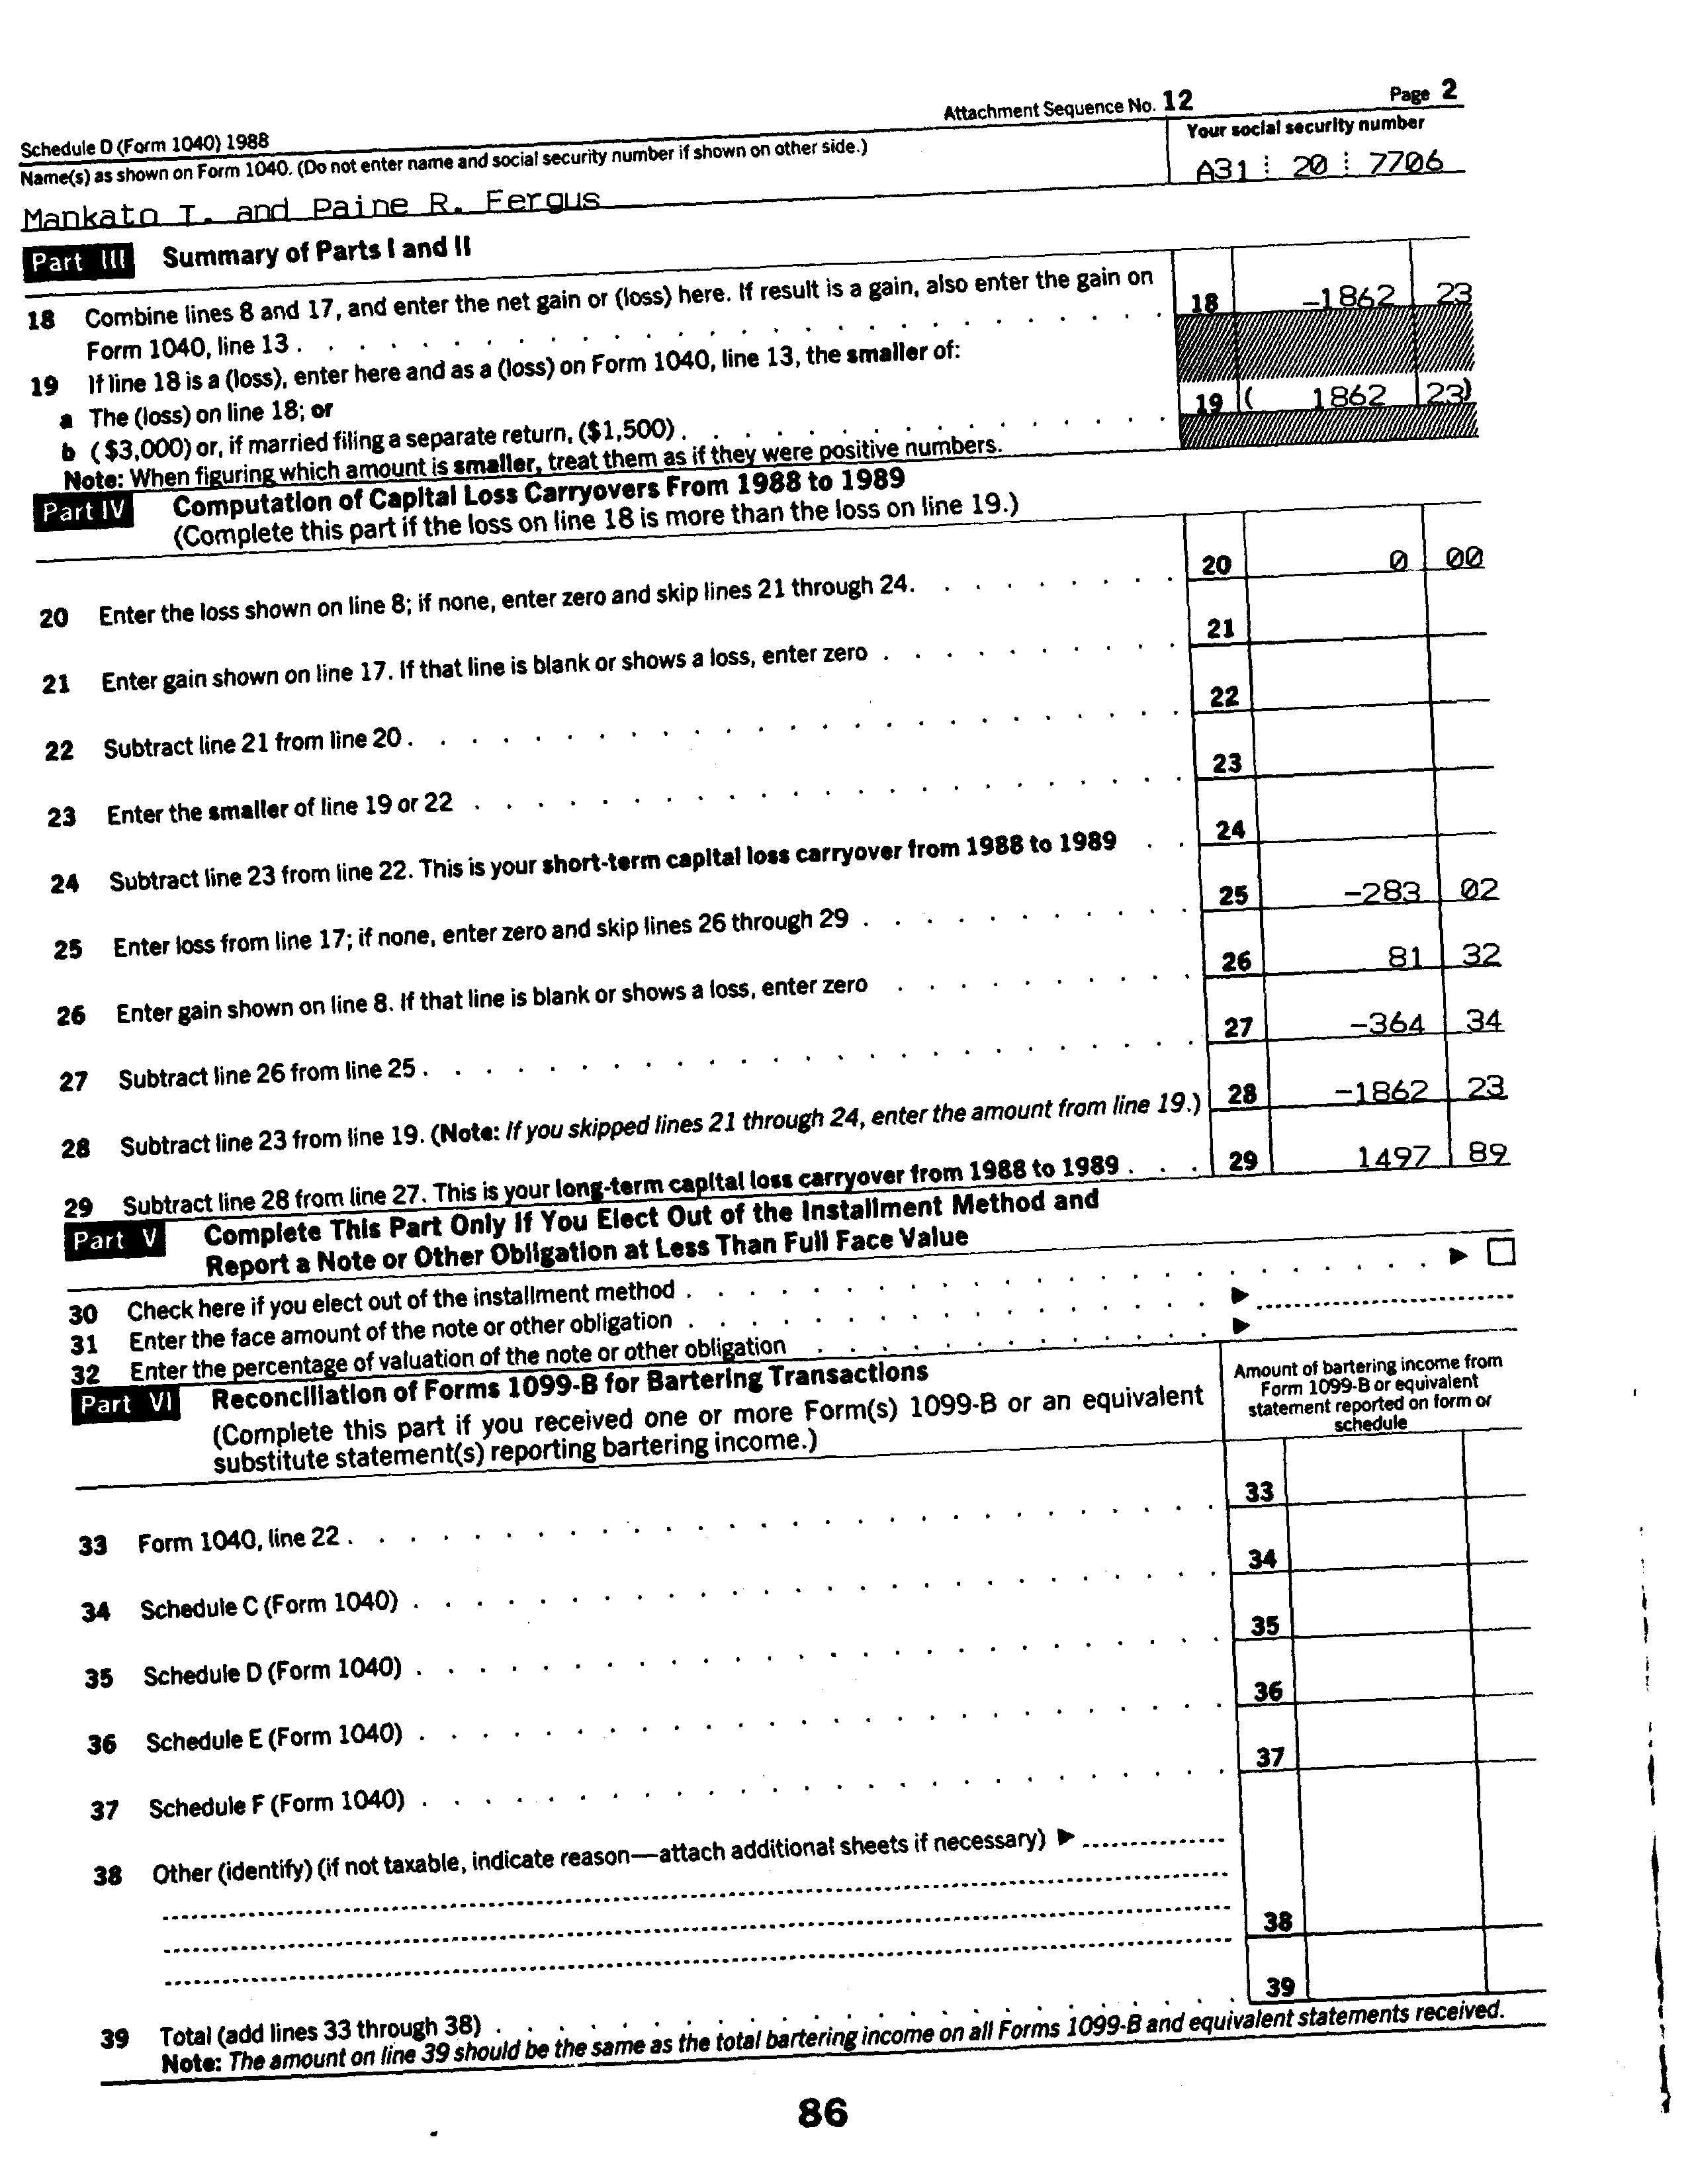 Schedule D (Form 1040) 1988 Attachment Sequence No. 12 Page 2
Name(s) as shown on Form 1040. (Do not enter name and social security number if shown on other side.) Your social security number
Mankato T. and Paine R. Fergus A31 20 7706
Part III Summary of Parts I and II
18 Combine lines 8 and 17, and enter the net gain or (loss) here. If result is a gain, also enter the gain on
Form 1040, line 13 . . . 18 -1862 23
19 If line 18 is a (loss), enter here and as a (loss) on Form 1040, line 13, the smaller of:
a The (loss) on line 18; or
b ($3,000) or, if married filing a separate return, ($1,500) . . . 19 ( 1862 23)
Note: When figuring which amount is smaller, treat them as if they were positive numbers.
Part IV Computation of Capital Loss Carryovers From 1988 to 1989
(Complete this part if the loss on line 18 is more than the loss on line 19.)
20 Enter the loss shown on line 8; if none, enter zero and skip lines 21 through 24. . . . 20 0 00
21 Enter gain shown on line 17. If that line is blank or shows a loss, enter zero . . . 21
22 Subtract line 21 from line 20 . . . 22
23 Enter the smaller of line 19 or 22 . . . 23
24 Subtract line 23 from line 22. This is your short-term capital loss carryover from 1988 to 1989 . . 24
25 Enter loss from line 17; if none, enter zero and skip lines 26 through 29 . . . 25 -283 02
26 Enter gain shown on line 8. If that line is blank or shows a loss, enter zero . . . 26 81 32
27 Subtract line 26 from line 25 . . . 27 -364 34
28 Subtract line 23 from line 19. (Note: If you skipped lines 21 through 24, enter the amount from line 19.) 28 -1862 23
29 Subtract line 28 from line 27. This is your long-term capital loss carryover from 1988 to 1989 . . . 29 1497 89
Part V Complete This Part Only If You Elect Out of the Installment Method and
Report a Note or Other Obligation at Less Than Full Face Value
30 Check here if you elect out of the installment method . . . ▶ ☐
31 Enter the face amount of the note or other obligation . . . ▶
32 Enter the percentage of valuation of the note or other obligation . . . ▶
Part VI Reconciliation of Forms 1099-B for Bartering Transactions
(Complete this part if you received one or more Form(s) 1099-B or an equivalent
substitute statement(s) reporting bartering income.)
Amount of bartering income from
Form 1099-B or equivalent
statement reported on form or
schedule
33 Form 1040, line 22 . . . 33
34 Schedule C (Form 1040) . . . 34
35 Schedule D (Form 1040) . . . 35
36 Schedule E (Form 1040) . . . 36
37 Schedule F (Form 1040) . . . 37
38 Other (identify) (if not taxable, indicate reason—attach additional sheets if necessary) ▶
38
39 Total (add lines 33 through 38) . . . 39
Note: The amount on line 39 should be the same as the total bartering income on all Forms 1099-B and equivalent statements received.
86